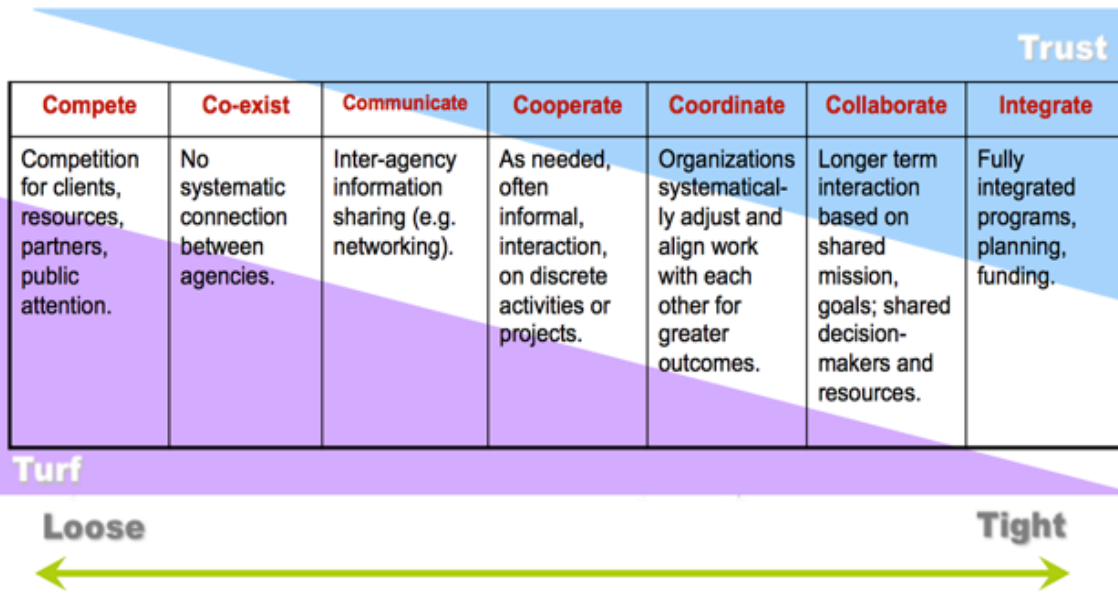 Trust
Compete
Co-exist
Communicate
Cooperate
Coordinate
Collaborate
Integrate
Competition
for clients,
resources,
partners,
public
attention.
No
systematic
connection
between
agencies.
Inter-agency
information
sharing (e.g.
networking).
As needed,
often
informal,
interaction,
on discrete
activities or
projects.
Organizations
systematical-
ly adjust and
align work
with each
other for
greater
outcomes.
Longer term
interaction
based on
shared
mission,
goals; shared
decision-
makers and
resources.
Fully
integrated
programs,
planning,
funding.
Turf
Loose
Tight